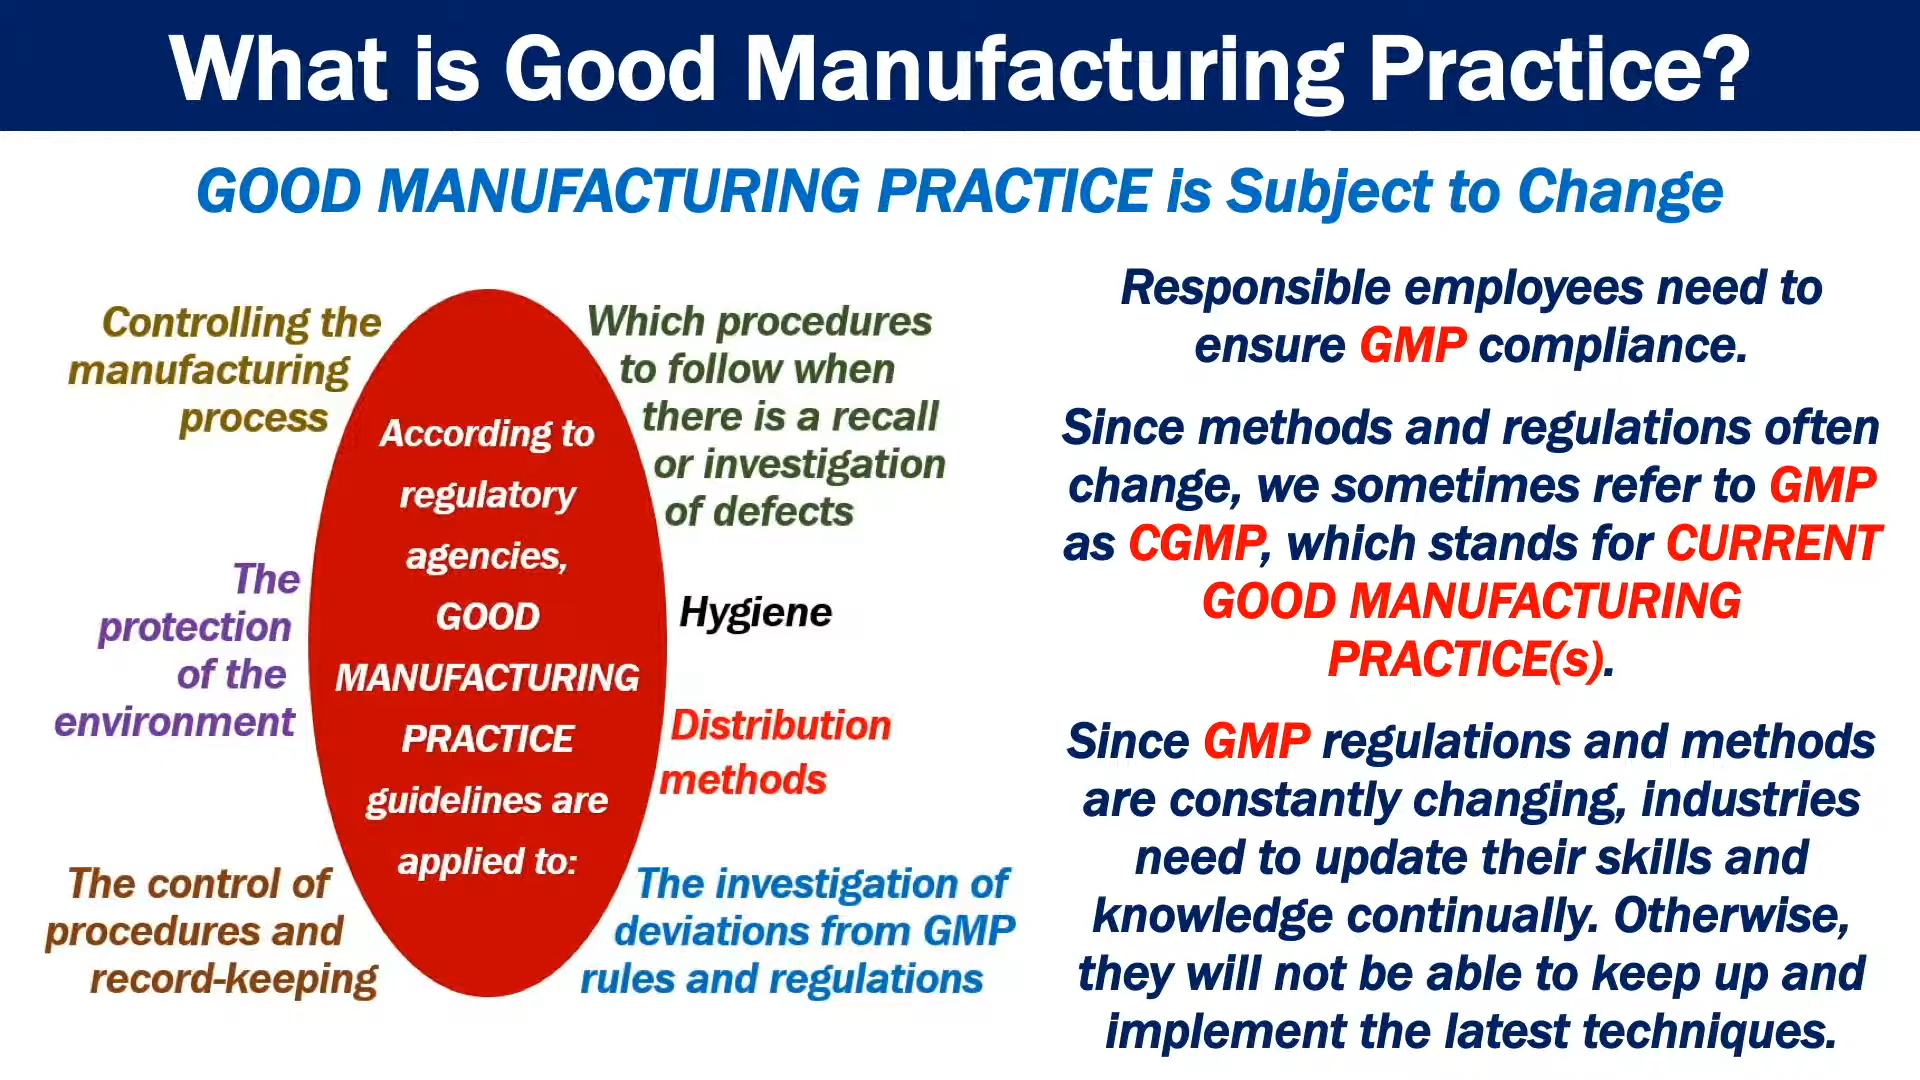 What is Good Manufacturing Practice?
GOOD MANUFACTURING PRACTICE is Subject to Change
Controlling the
manufacturing
process
The
protection
of the
environment
The control of
procedures and
record-keeping
According to
regulatory
agencies,
GOOD
MANUFACTURING
PRACTICE
guidelines are
applied to:
Which procedures
to follow when
there is a recall
or investigation
of defects
Hygiene
Distribution
methods
The investigation of
deviations from GMP
rules and regulations
Responsible employees need to
ensure GMP compliance.
Since methods and regulations often
change, we sometimes refer to GMP
as CGMP, which stands for CURRENT
GOOD MANUFACTURING
PRACTICE(s).
Since GMP regulations and methods
are constantly changing, industries
need to update their skills and
knowledge continually. Otherwise,
they will not be able to keep up and
implement the latest techniques.